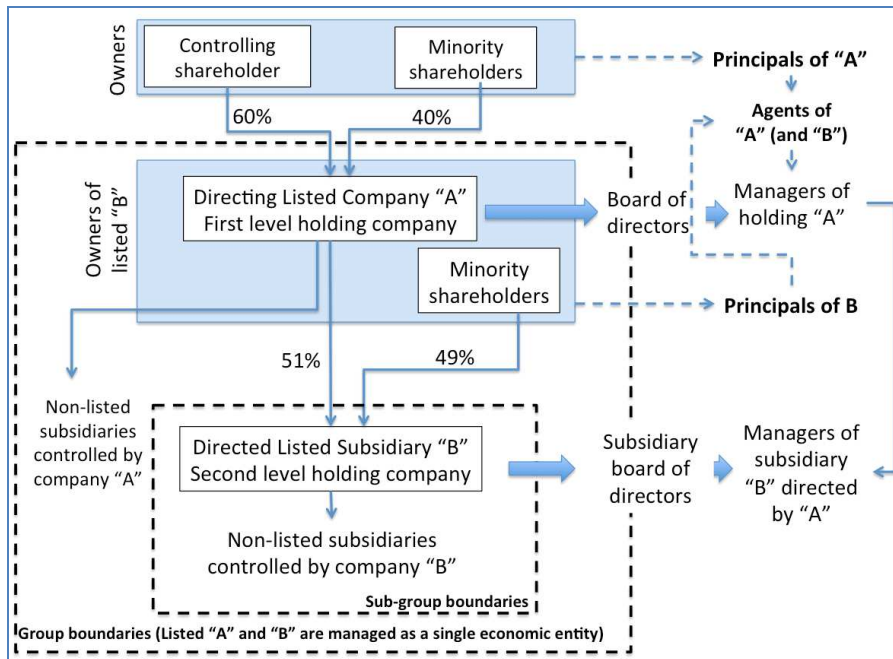 Owners
Controlling
shareholder
Minority
shareholders
Principals of “A”
60%
40%
Agents of
“A” (and “B”)
Owners of
listed “B”
Directing Listed Company “A”
First level holding company
Board of
directors
Managers of
holding “A”
Minority
shareholders
Principals of B
51%
49%
Non-listed
subsidiaries
controlled by
company “A”
Directed Listed Subsidiary “B”
Second level holding company
Subsidiary
board of
directors
Managers of
subsidiary
“B” directed
by “A”
Non-listed subsidiaries
controlled by company “B”
Sub-group boundaries
Group boundaries (Listed “A” and “B” are managed as a single economic entity)